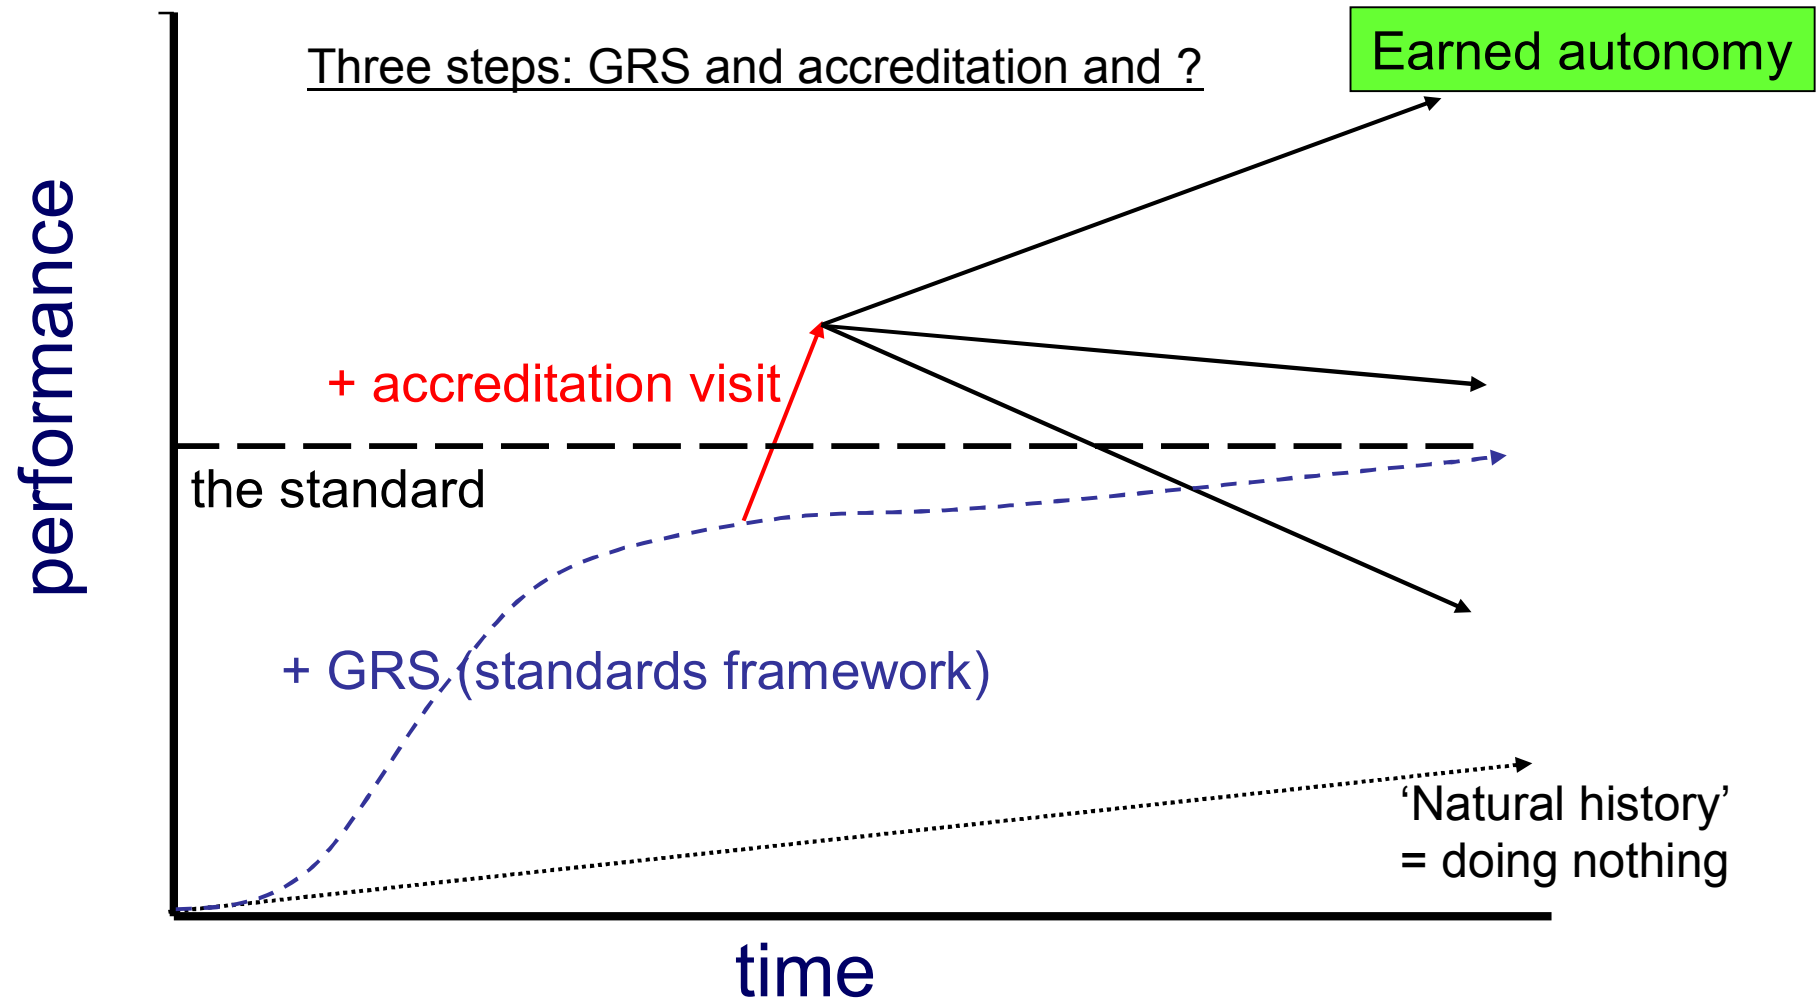 Three steps: GRS and accreditation and ?
Earned autonomy
performance
+ accreditation visit
the standard
+ GRS (standards framework)
‘Natural history’
= doing nothing
time